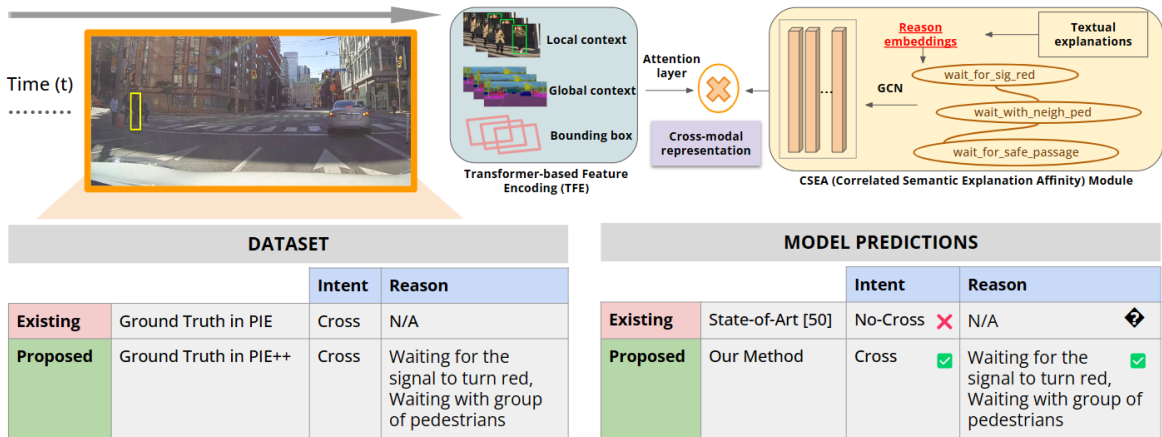 Time (t)
.........
Local context
Global context
Bounding box
Transformer-based Feature
Encoding (TFE)
Attention
layer
Cross-modal
representation
...
GCN
Reason
embeddings
Textual
explanations
wait_for_sig_red
wait_with_neigh_ped
wait_for_safe_passage
CSEA (Correlated Semantic Explanation Affinity) Module
DATASET
Intent Reason
Existing Ground Truth in PIE Cross N/A
Proposed Ground Truth in PIE++ Cross Waiting for the
signal to turn red,
Waiting with group
of pedestrians
MODEL PREDICTIONS
Intent Reason
Existing State-of-Art [50] No-Cross ❌ N/A �
Proposed Our Method Cross ✅ Waiting for the ✅
signal to turn red,
Waiting with group of
pedestrians